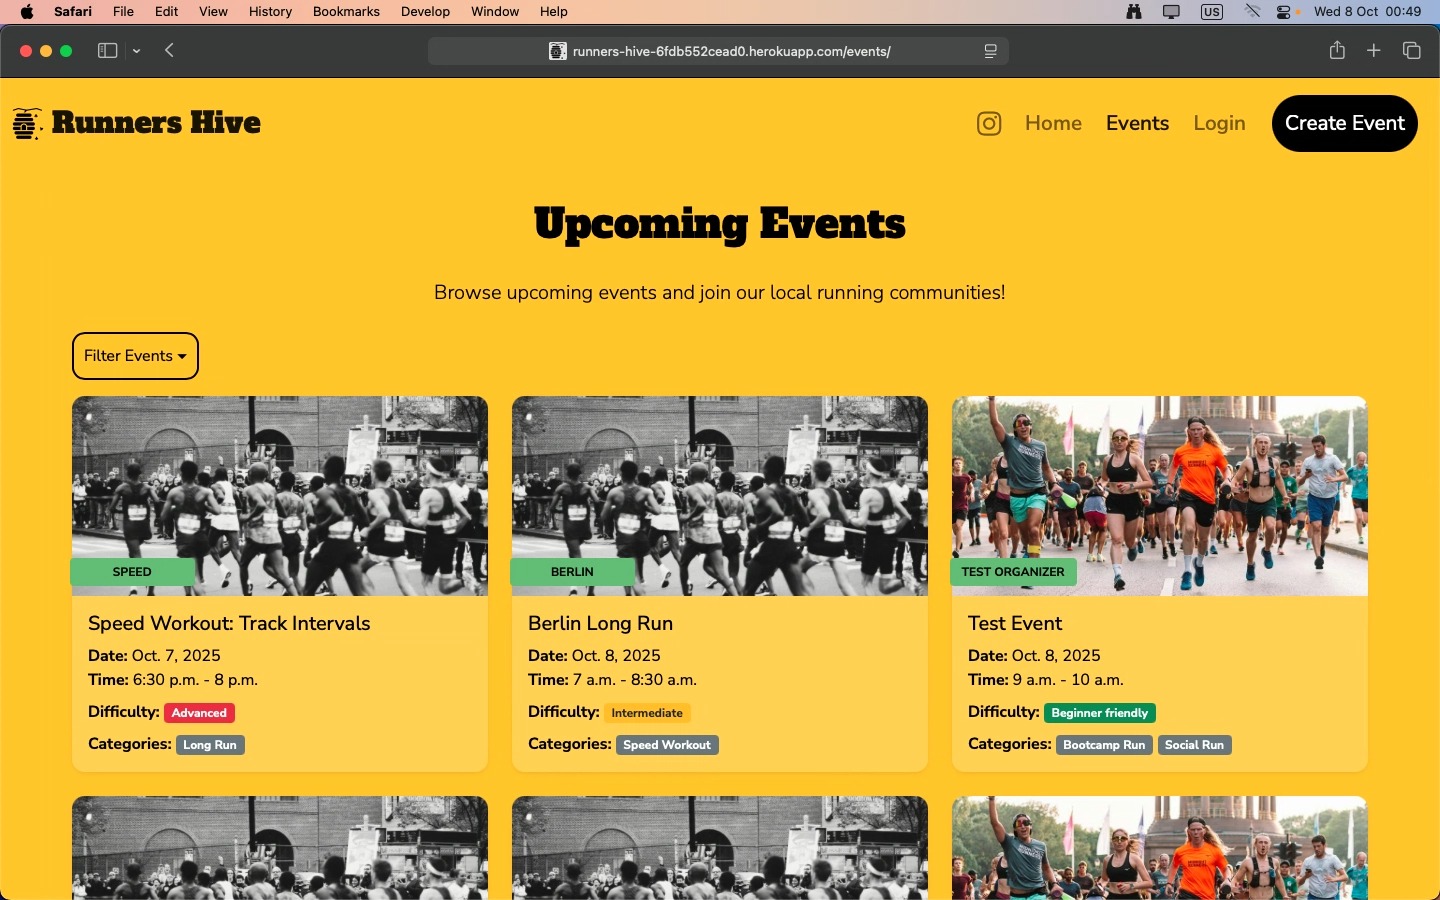 Safari File Edit View History Bookmarks Develop Window Help US Wed 8 Oct 00:49
runners-hive-6fdb552cead0.herokuapp.com/events/
Runners Hive Home Events Login Create Event
Upcoming Events
Browse upcoming events and join our local running communities!
Filter Events
SPEED
Speed Workout: Track Intervals
Date: Oct. 7, 2025
Time: 6:30 p.m. - 8 p.m.
Difficulty: Advanced
Categories: Long Run
BERLIN
Berlin Long Run
Date: Oct. 8, 2025
Time: 7 a.m. - 8:30 a.m.
Difficulty: Intermediate
Categories: Speed Workout
TEST ORGANIZER
Test Event
Date: Oct. 8, 2025
Time: 9 a.m. - 10 a.m.
Difficulty: Beginner friendly
Categories: Bootcamp Run Social Run